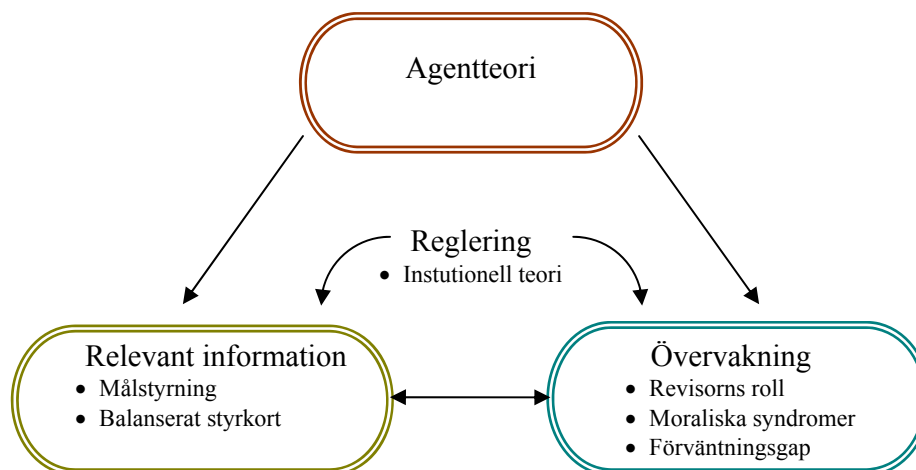 Agentteori
Reglering
• Instutionell teori
Relevant information
• Målstyrning
• Balanserat styrkort
Övervakning
• Revisorns roll
• Moraliska syndromer
• Förväntningsgap